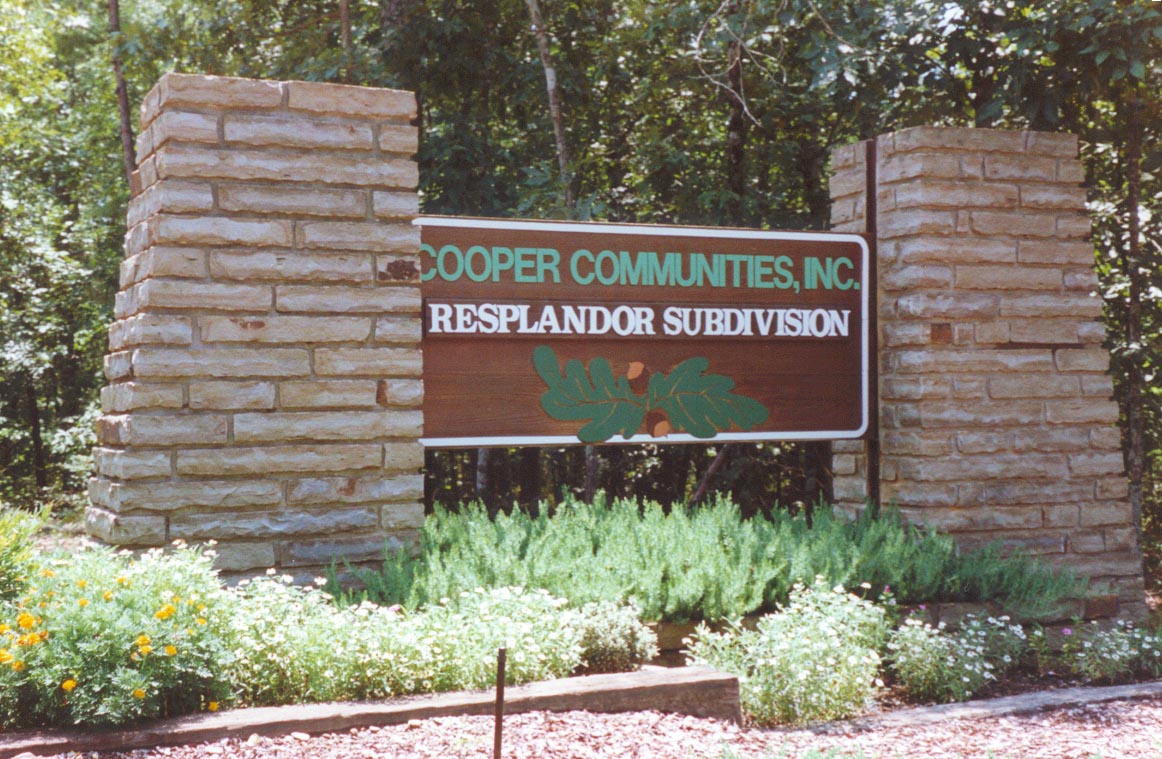 COOPER COMMUNITIES, INC.
RESPLANDOR SUBDIVISION